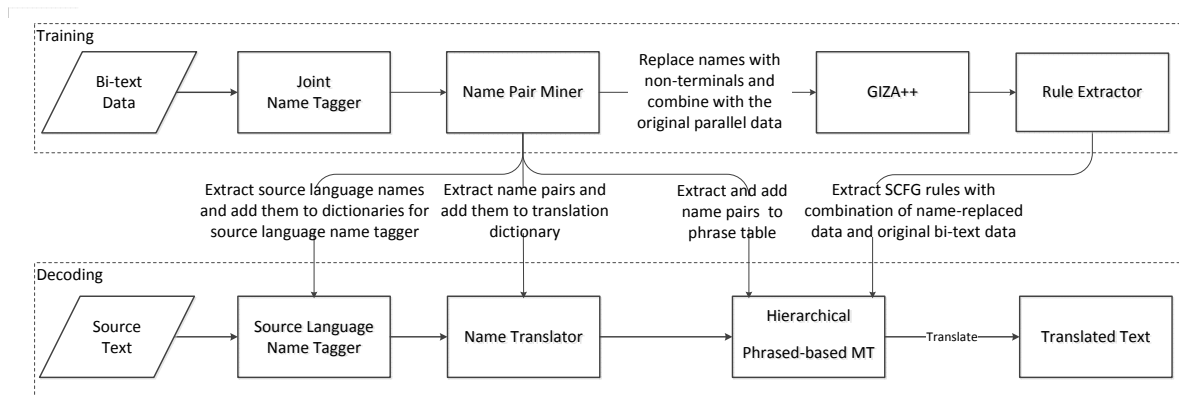 Training
Bi-text
Data
Joint
Name Tagger
Name Pair Miner
Replace names with
non-terminals and
combine with the
original parallel data
GIZA++
Rule Extractor
Extract source language names
and add them to dictionaries for
source language name tagger
Extract name pairs and
add them to translation
dictionary
Extract and add
name pairs to
phrase table
Extract SCFG rules with
combination of name-replaced
data and original bi-text data
Decoding
Source
Text
Source Language
Name Tagger
Name Translator
Hierarchical
Phrased-based MT
Translate
Translated Text